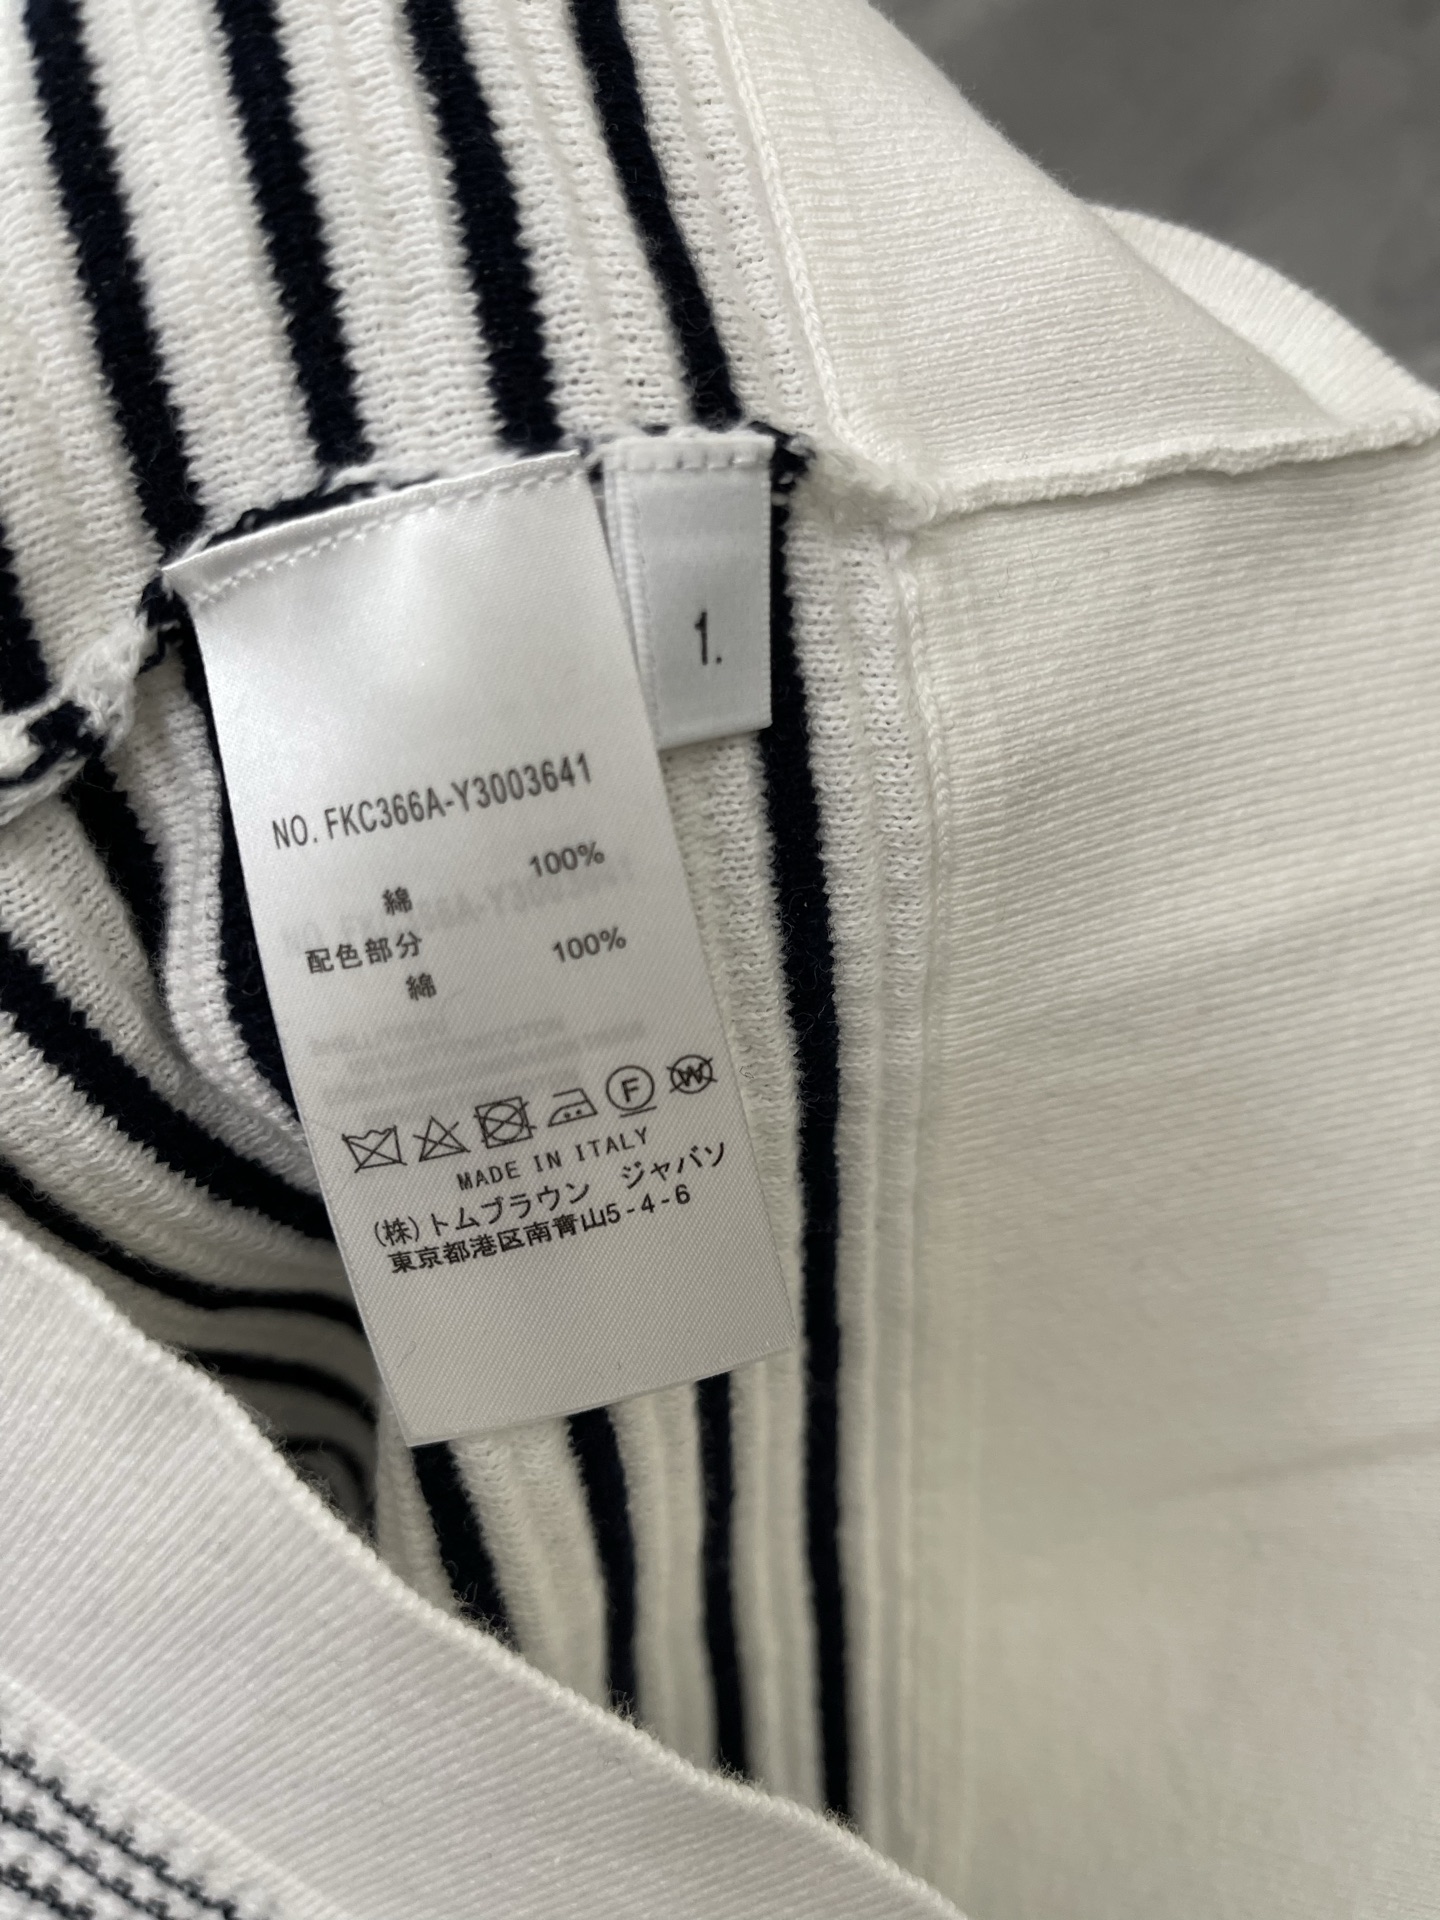 1.
NO. FKC366A-Y3003641
綿 100%
配色部分
綿 100%
F W
MADE IN ITALY
(株)トムブラウン ジャパン
東京都港区南青山5-4-6